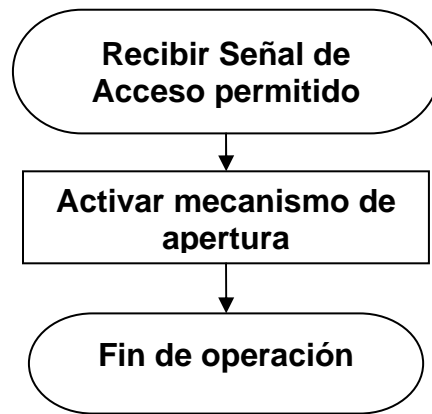 Recibir Señal de
Acceso permitido
Activar mecanismo de
apertura
Fin de operación